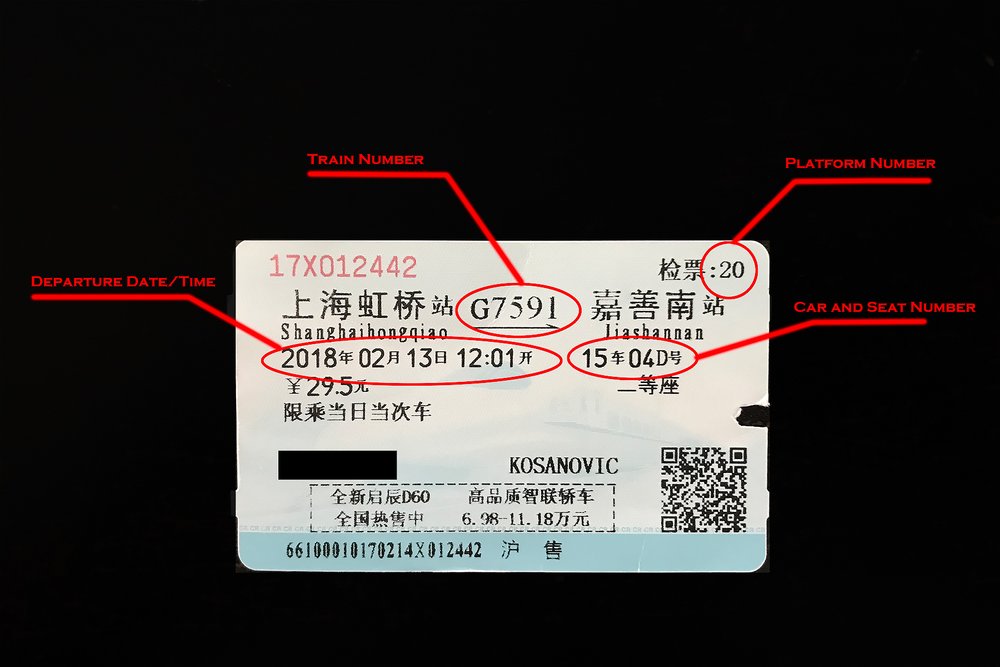 TRAIN NUMBER
PLATFORM NUMBER
DEPARTURE DATE/TIME
CAR AND SEAT NUMBER
17X012442
检票:20
上海虹桥站 G7591 嘉善南站
Shanghaihongqiao Jiashannan
2018年02月13日 12:01开 15车04D号
¥29.5元 二等座
限乘当日当次车
KOSANOVIC
全新启辰D60 高品质智联轿车
全国热售中 6.98-11.18万元
66100010170214X012442 沪 售